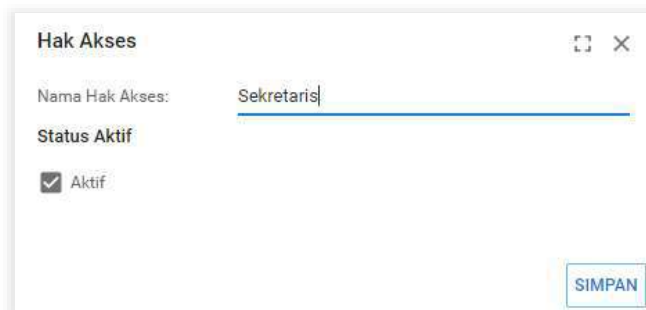 Hak Akses
Nama Hak Akses: Sekretaris
Status Aktif
Aktif
SIMPAN